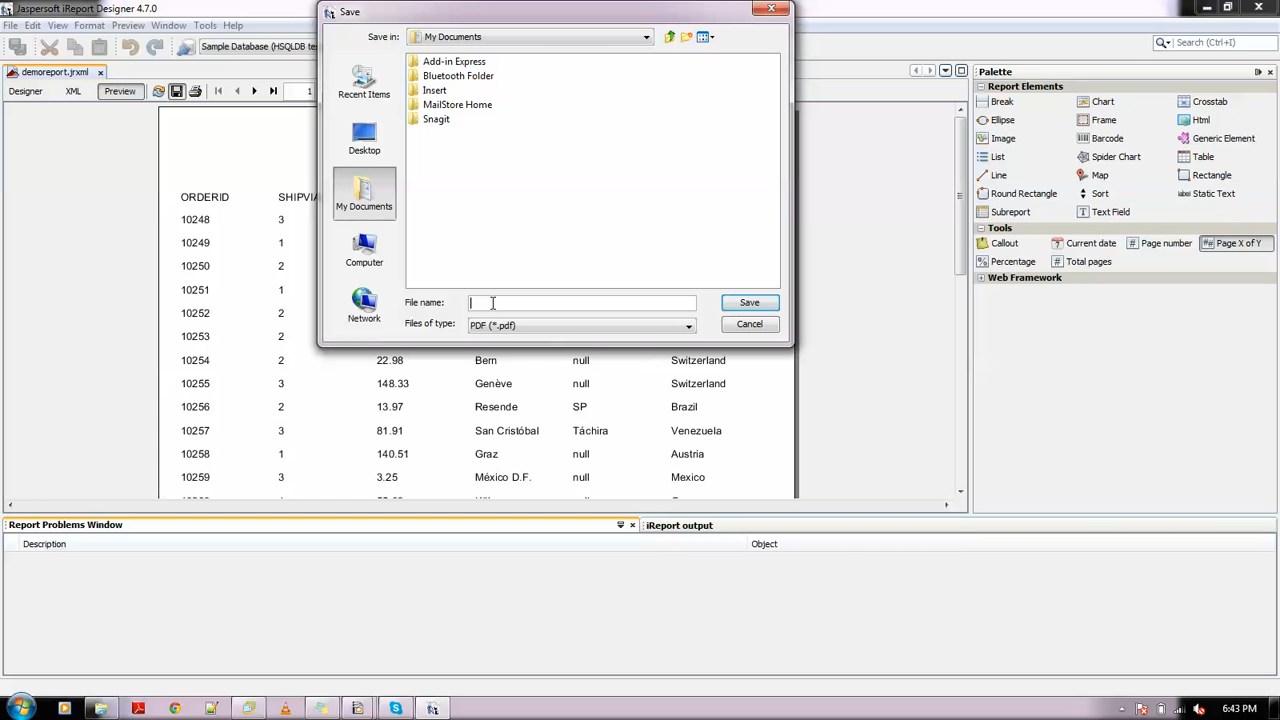 Jaspersoft iReport Designer 4.7.0
File Edit View Format Preview Window Tools Help
Sample Database (HSQLDB te
Search (Ctrl+I)
demoreport.jrxml
Designer XML Preview 1
Save
Save in: My Documents
Recent Items
Desktop
My Documents
Computer
Network
Add-in Express
Bluetooth Folder
Insert
MailStore Home
Snagit
File name:
Save
Files of type: PDF (*.pdf)
Cancel
ORDERID SHIPVIA
10248 3
10249 1
10250 2
10251 1
10252 2
10253 2
10254 2 22.98 Bern null Switzerland
10255 3 148.33 Genève null Switzerland
10256 2 13.97 Resende SP Brazil
10257 3 81.91 San Cristóbal Táchira Venezuela
10258 1 140.51 Graz null Austria
10259 3 3.25 México D.F. null Mexico
Palette
Report Elements
Break Chart Crosstab
Ellipse Frame Html
Image Barcode Generic Element
List Spider Chart Table
Line Map Rectangle
Round Rectangle Sort Static Text
Subreport Text Field
Tools
Callout Current date Page number Page X of Y
Percentage Total pages
Web Framework
Report Problems Window
iReport output
Description Object
6:43 PM